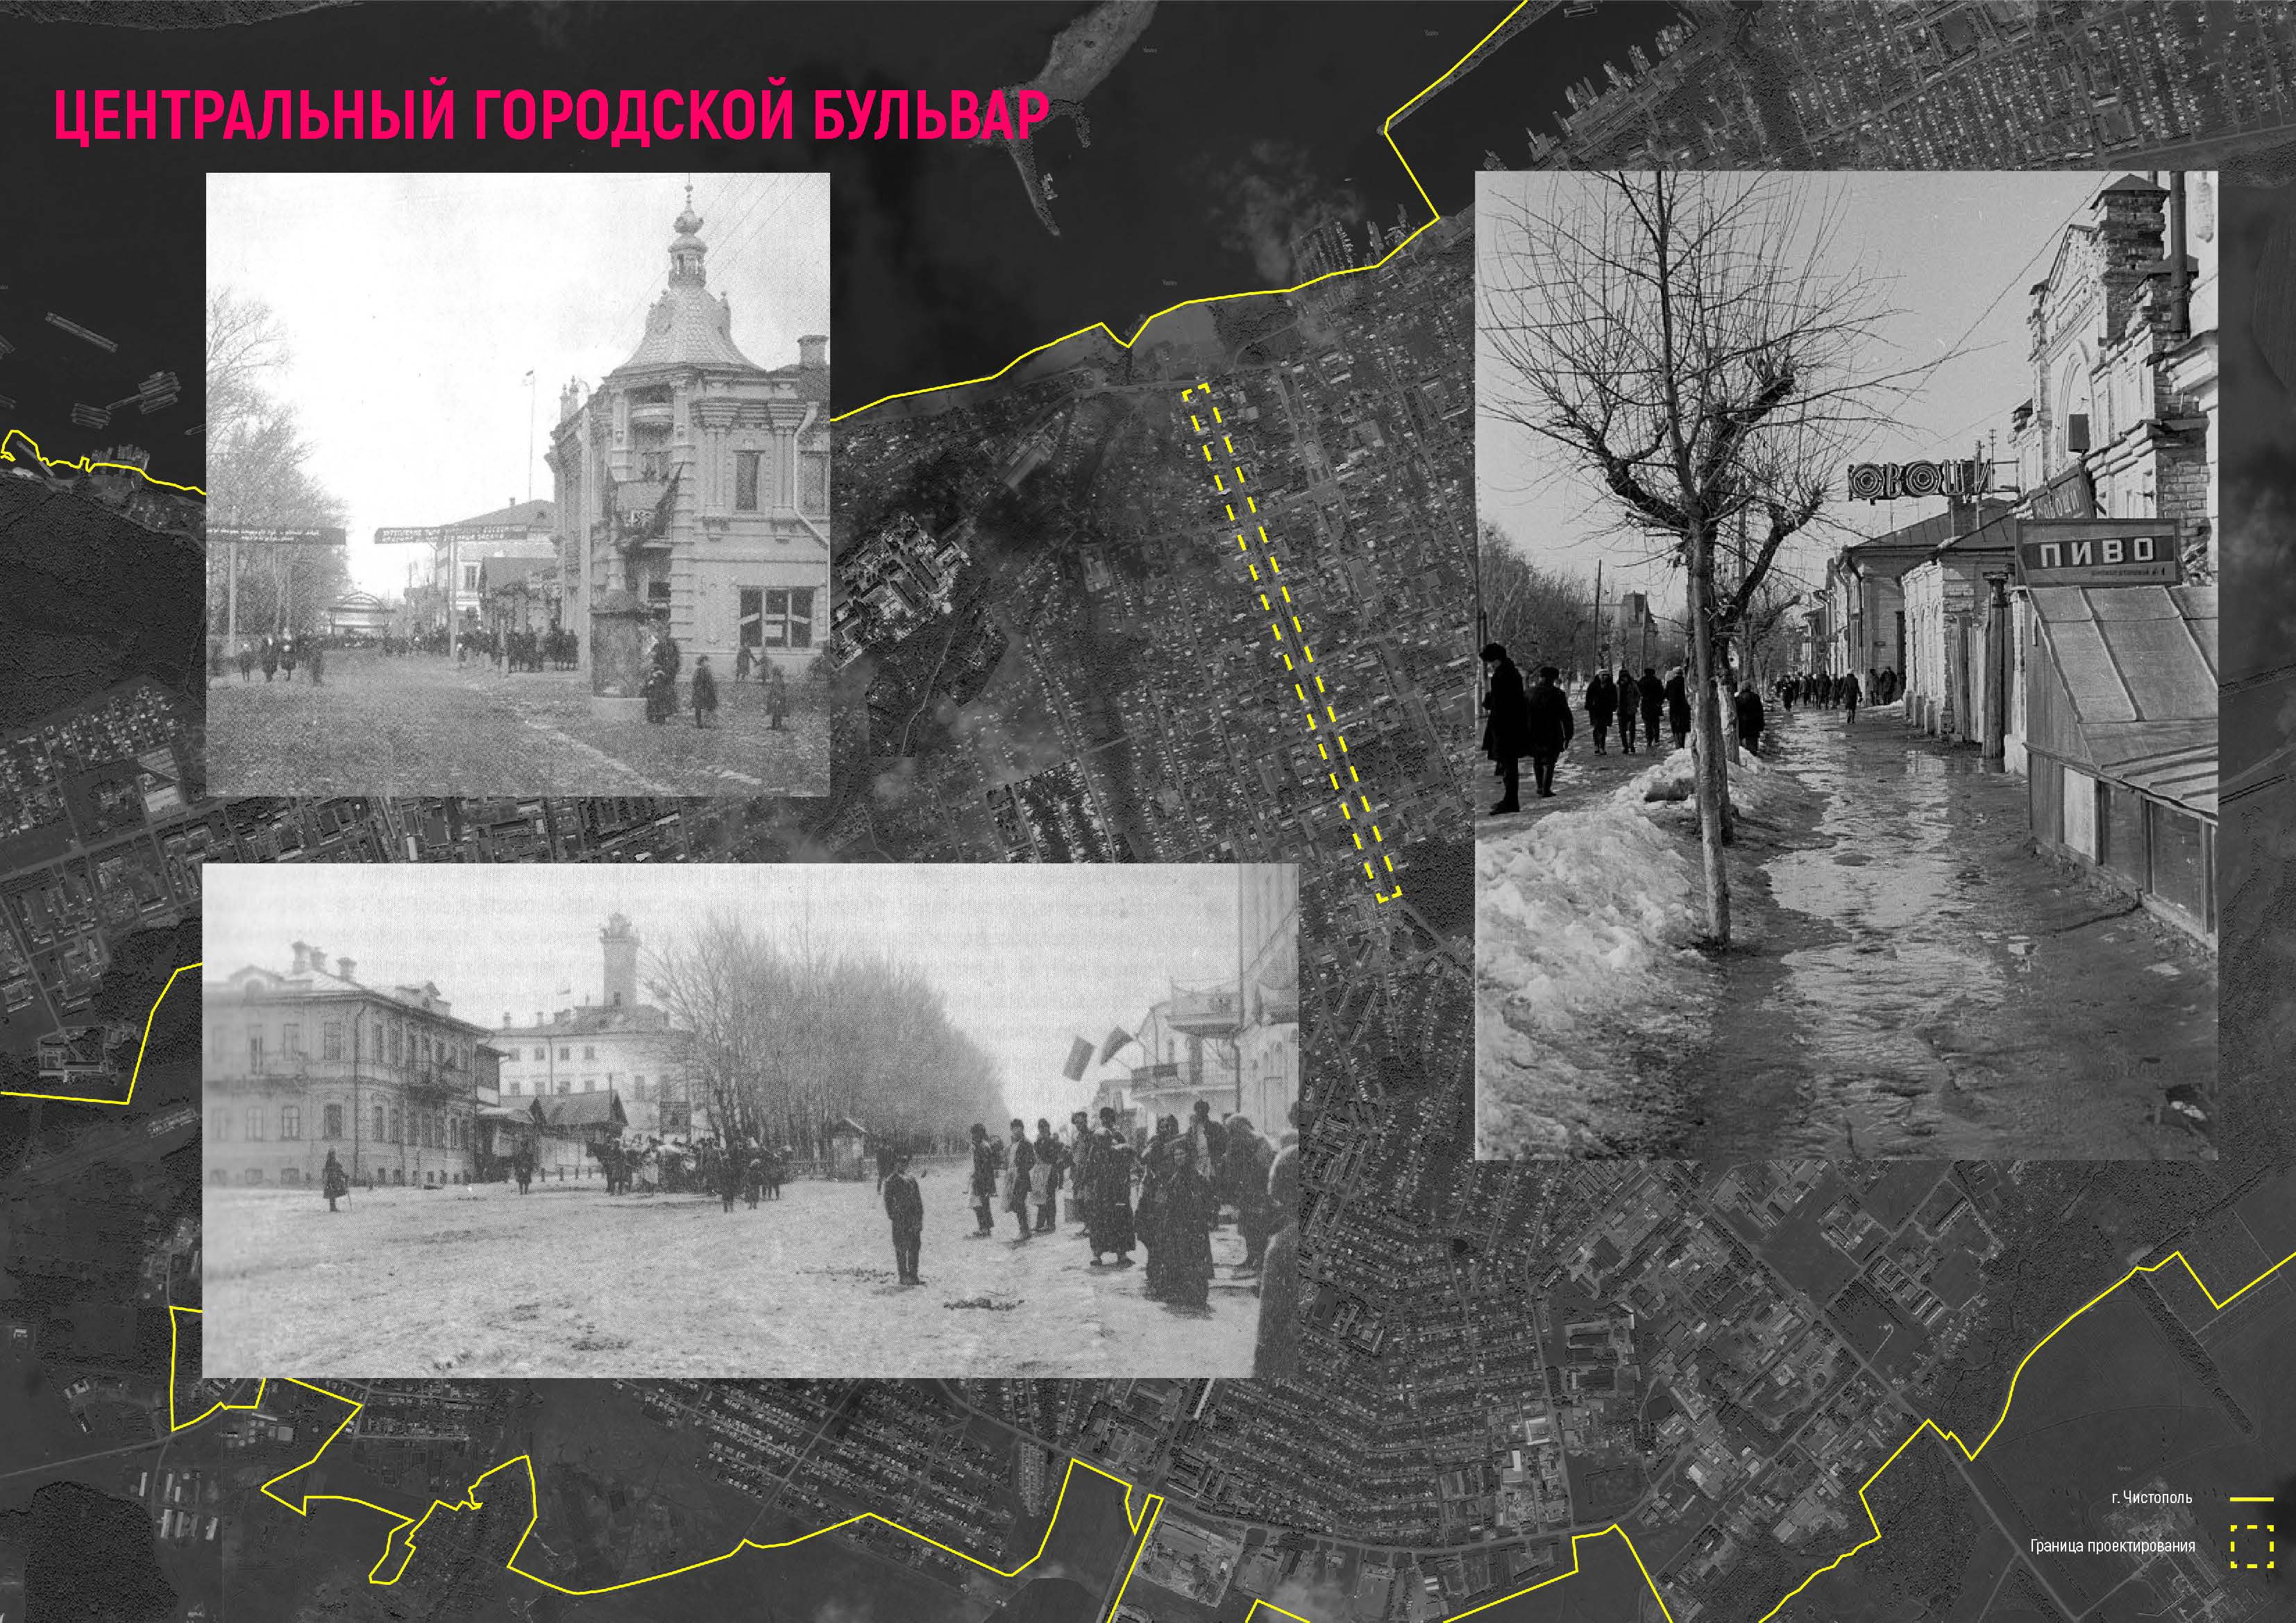 ЦЕНТРАЛЬНЫЙ ГОРОДСКОЙ БУЛЬВАР
ОВОЩИ
ПИВО
г. Чистополь
Граница проектирования